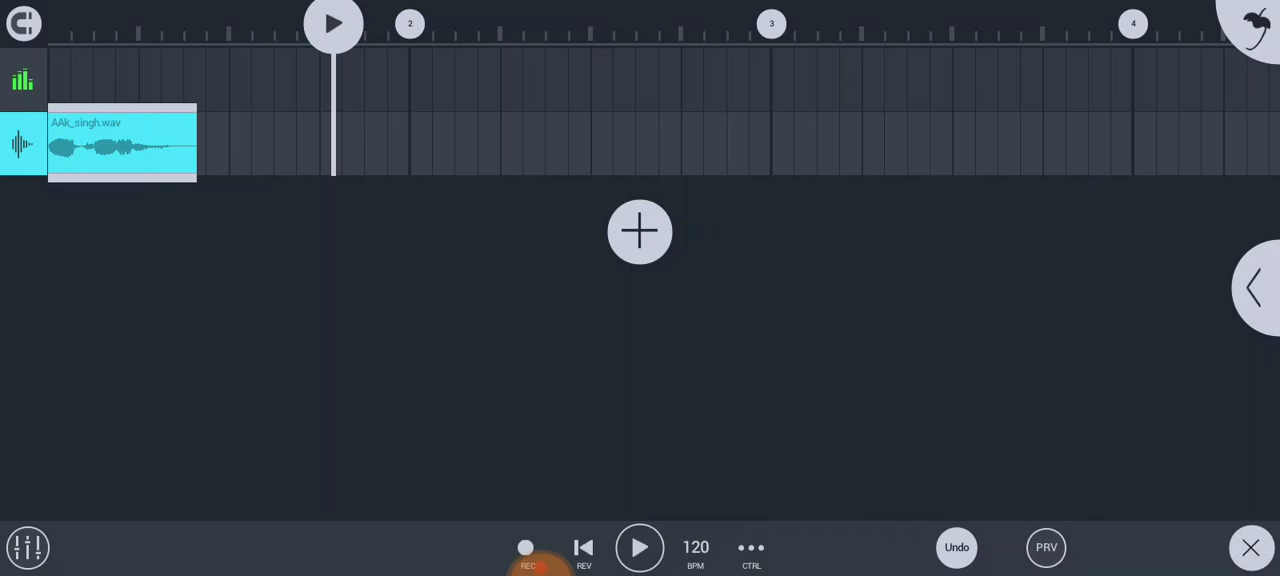 2
3
4
AAk_singh.wav
120
Undo
PRV
REC
REV
BPM
CTRL